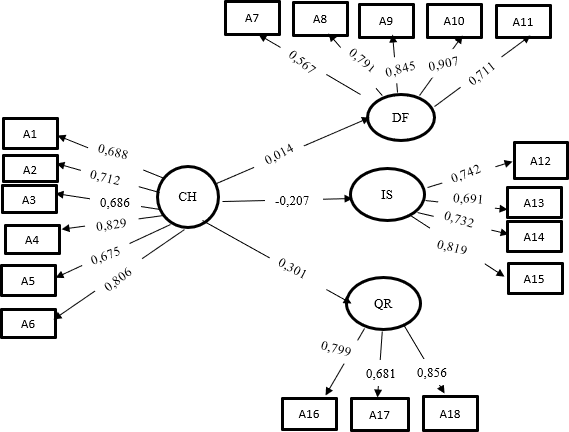 A7
A8
A9
A10
A11
0,567
0,791
0,845
0,907
0,711
DF
A1
A2
A3
A4
A5
A6
0,688
0,712
0,686
0,829
0,675
0,806
CH
0,014
-0,207
0,301
IS
0,742
0,691
0,732
0,819
A12
A13
A14
A15
QR
0,799
0,681
0,856
A16
A17
A18